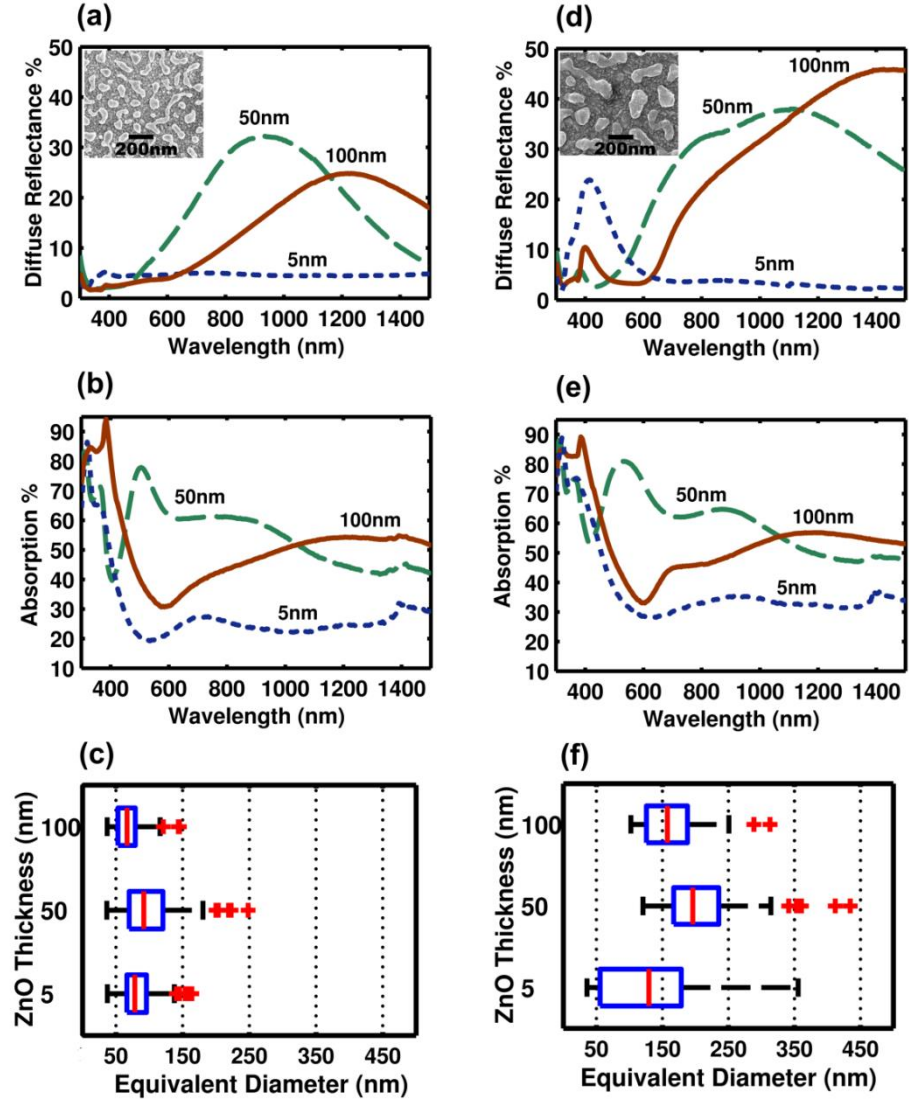 (a)
50
40
30
20
10
0
Diffuse Reflectance %
200nm
50nm
100nm
5nm
400 600 800 1000 1200 1400
Wavelength (nm)
(d)
50
40
30
20
10
0
Diffuse Reflectance %
200nm
50nm
100nm
5nm
400 600 800 1000 1200 1400
Wavelength (nm)
(b)
90
80
70
60
50
40
30
20
10
Absorption %
50nm
100nm
5nm
400 600 800 1000 1200 1400
Wavelength (nm)
(e)
90
80
70
60
50
40
30
20
10
Absorption %
50nm
100nm
5nm
400 600 800 1000 1200 1400
Wavelength (nm)
(c)
ZnO Thickness (nm)
100
50
5
50 150 250 350 450
Equivalent Diameter (nm)
(f)
ZnO Thickness (nm)
100
50
5
50 150 250 350 450
Equivalent Diameter (nm)